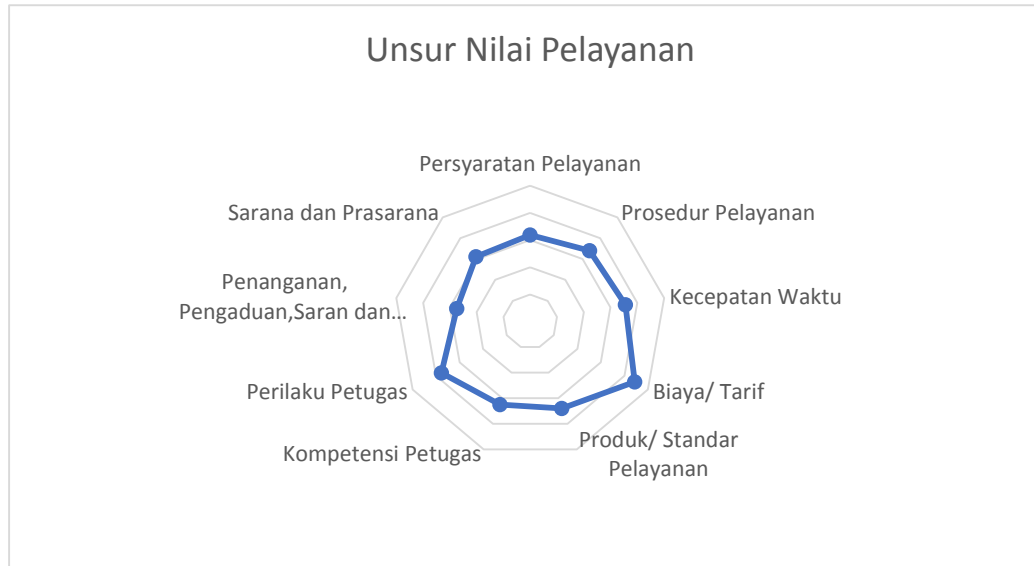 Unsur Nilai Pelayanan
Persyaratan Pelayanan
Prosedur Pelayanan
Kecepatan Waktu
Biaya/ Tarif
Produk/ Standar
Pelayanan
Kompetensi Petugas
Perilaku Petugas
Penanganan,
Pengaduan,Saran dan...
Sarana dan Prasarana